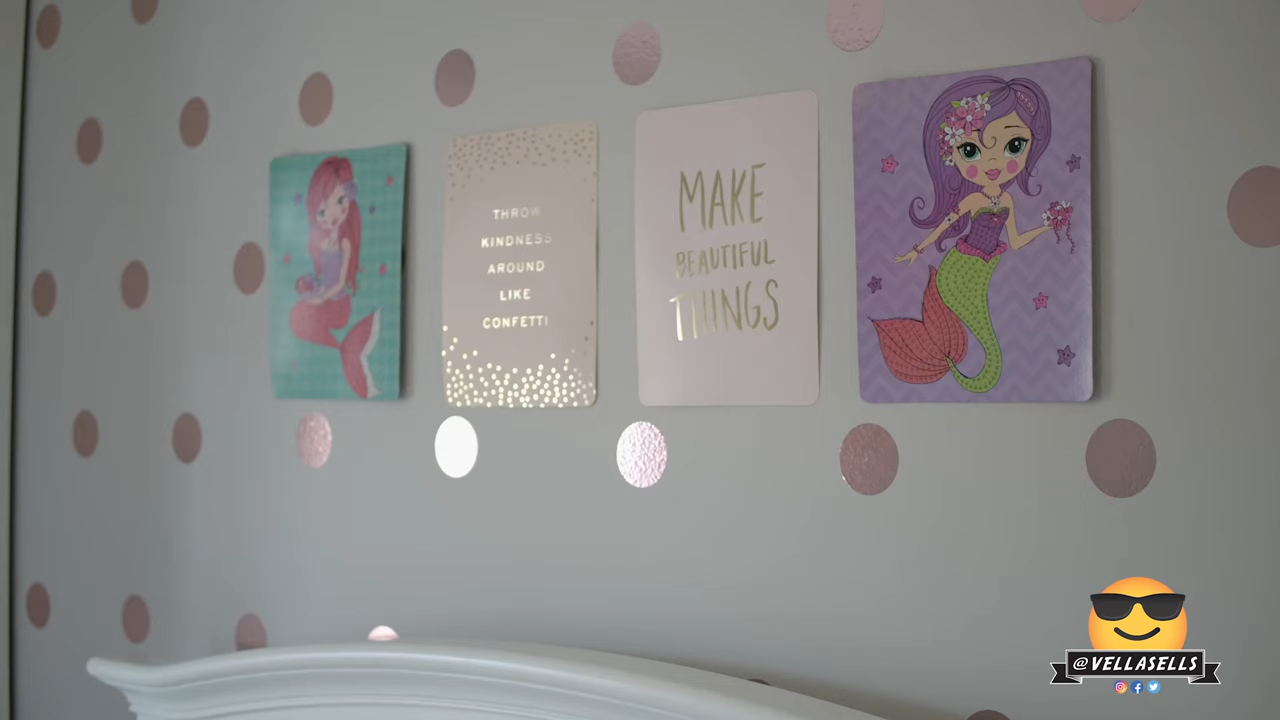 THROW
KINDNESS
AROUND
LIKE
CONFETTI
MAKE
BEAUTIFUL
THINGS
@VELLASELLS